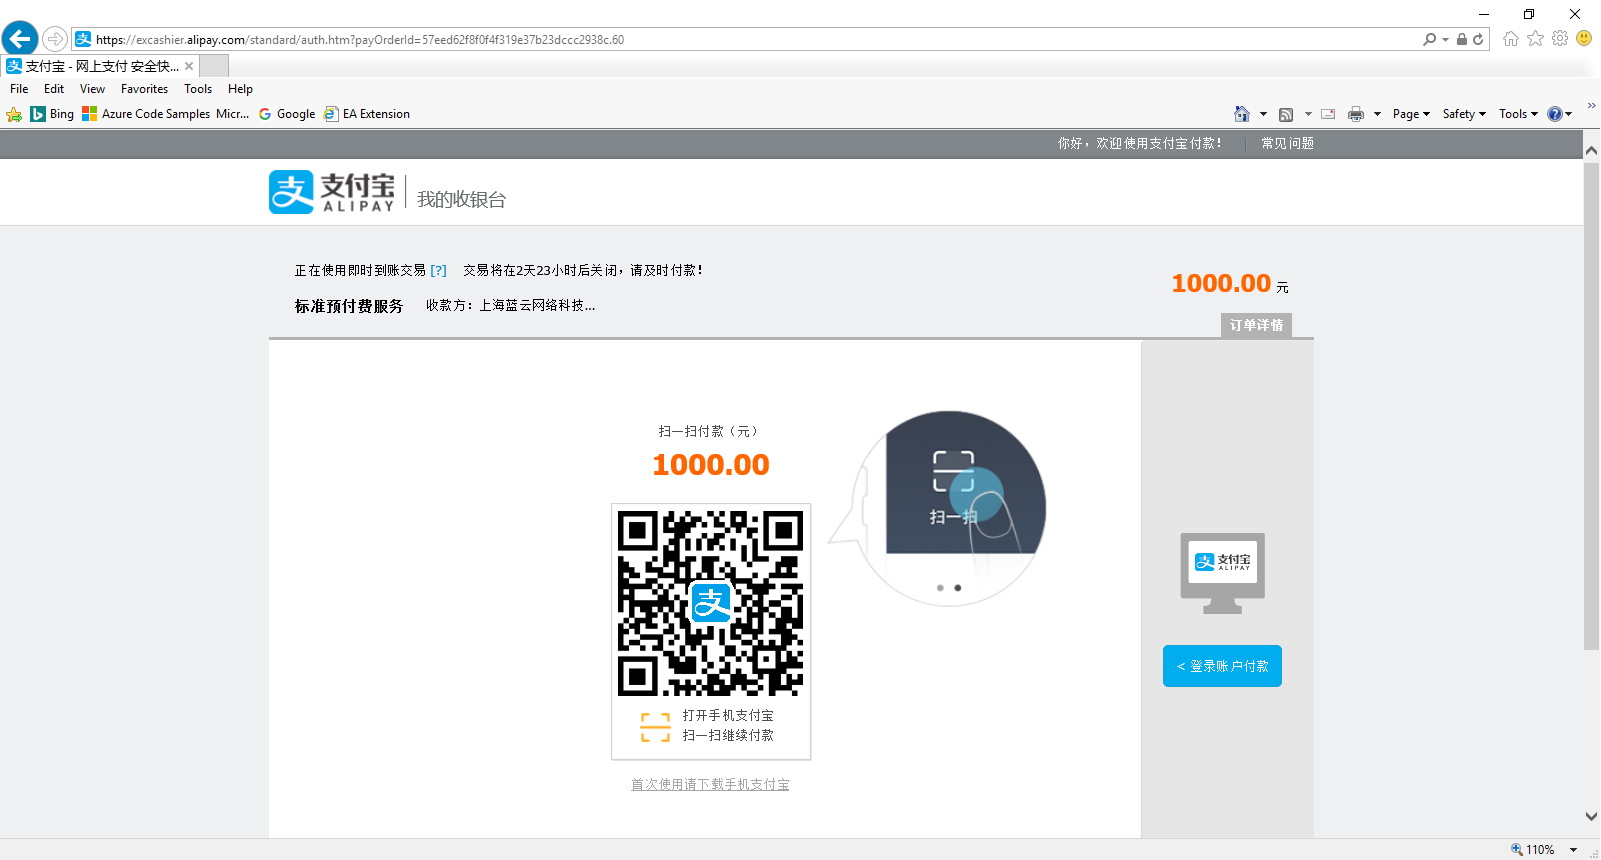 https://excashier.alipay.com/standard/auth.htm?payOrderId=57eed62f8f0f4f319e37b23dccc2938c.60
支付宝 - 网上支付 安全快...
File Edit View Favorites Tools Help
Bing Azure Code Samples Micr... Google EA Extension
Page Safety Tools
你好，欢迎使用支付宝付款！ 常见问题
支付宝 ALIPAY 我的收银台
正在使用即时到账交易 [?] 交易将在2天23小时后关闭，请及时付款！
1000.00 元
标准预付费服务 收款方：上海蓝云网络科技...
订单详情
扫一扫付款（元）
1000.00
扫一扫
支付宝 ALIPAY
< 登录账户付款
打开手机支付宝
扫一扫继续付款
首次使用请下载手机支付宝
110%